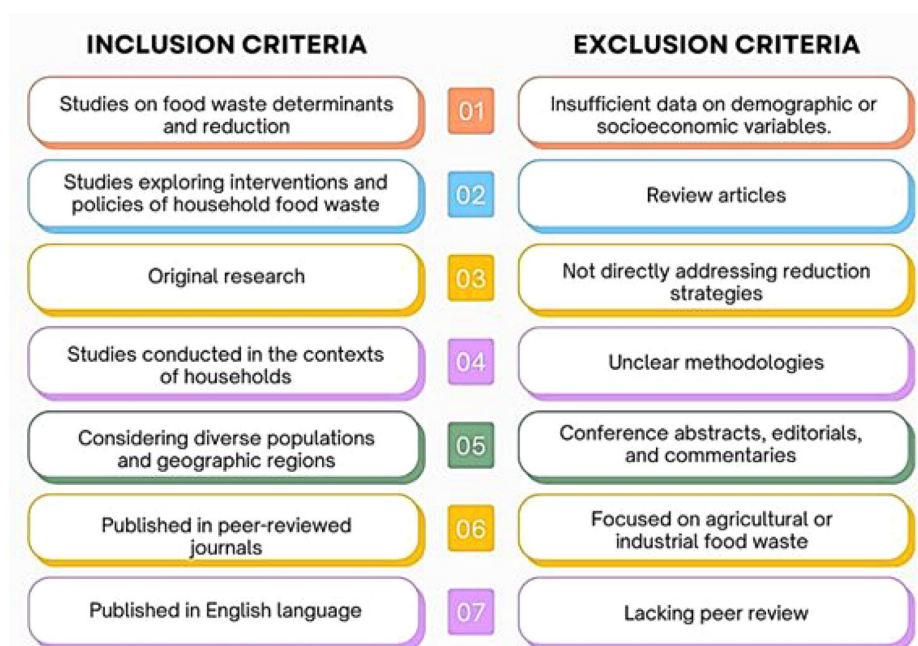 INCLUSION CRITERIA
EXCLUSION CRITERIA
Studies on food waste determinants
and reduction
01
Insufficient data on demographic or
socioeconomic variables.
Studies exploring interventions and
policies of household food waste
02
Review articles
Original research
03
Not directly addressing reduction
strategies
Studies conducted in the contexts
of households
04
Unclear methodologies
Considering diverse populations
and geographic regions
05
Conference abstracts, editorials,
and commentaries
Published in peer-reviewed
journals
06
Focused on agricultural or
industrial food waste
Published in English language
07
Lacking peer review